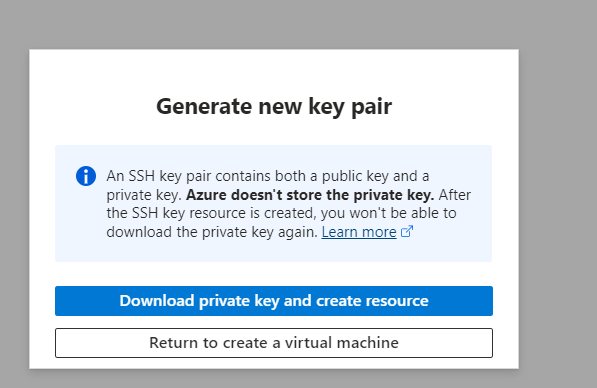 Generate new key pair
An SSH key pair contains both a public key and a
private key. Azure doesn't store the private key. After
the SSH key resource is created, you won't be able to
download the private key again. Learn more
Download private key and create resource
Return to create a virtual machine